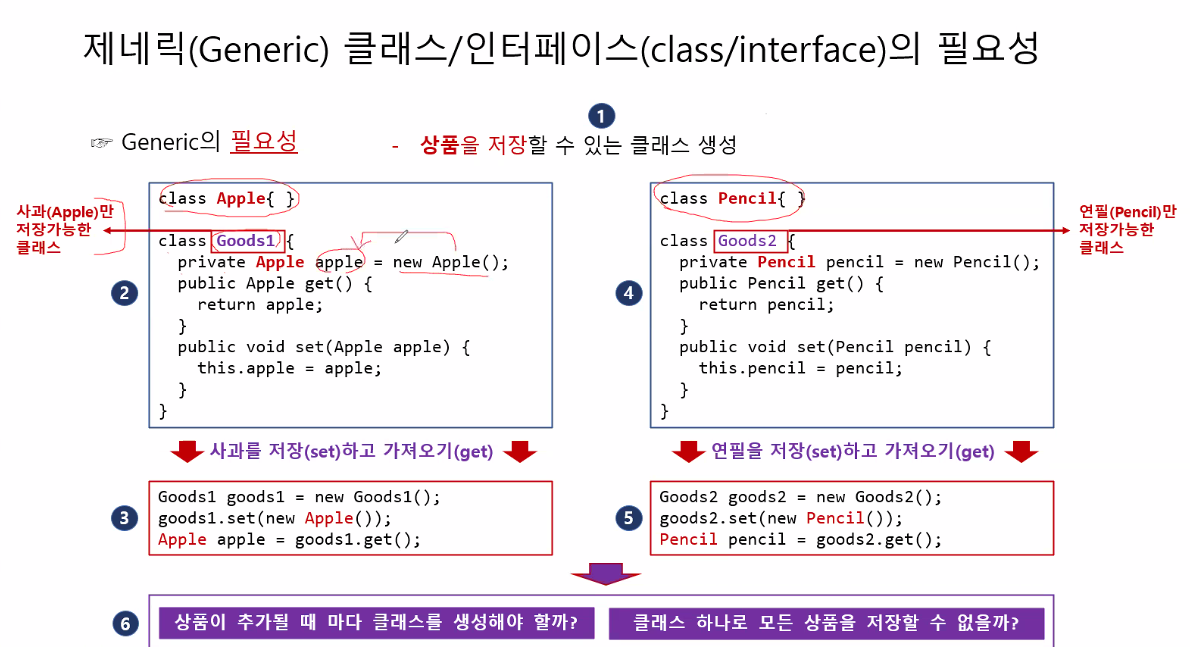 제네릭(Generic) 클래스/인터페이스(class/interface)의 필요성
☞ Generic의 필요성
1
- 상품을 저장할 수 있는 클래스 생성
사과(Apple)만
저장가능한
클래스
2
class Apple{ }
class Goods1 {
private Apple apple = new Apple();
public Apple get() {
return apple;
}
public void set(Apple apple) {
this.apple = apple;
}
}
사과를 저장(set)하고 가져오기(get)
3
Goods1 goods1 = new Goods1();
goods1.set(new Apple());
Apple apple = goods1.get();
4
class Pencil{ }
class Goods2 {
private Pencil pencil = new Pencil();
public Pencil get() {
return pencil;
}
public void set(Pencil pencil) {
this.pencil = pencil;
}
}
연필(Pencil)만
저장가능한
클래스
연필을 저장(set)하고 가져오기(get)
5
Goods2 goods2 = new Goods2();
goods2.set(new Pencil());
Pencil pencil = goods2.get();
6
상품이 추가될 때 마다 클래스를 생성해야 할까?
클래스 하나로 모든 상품을 저장할 수 없을까?